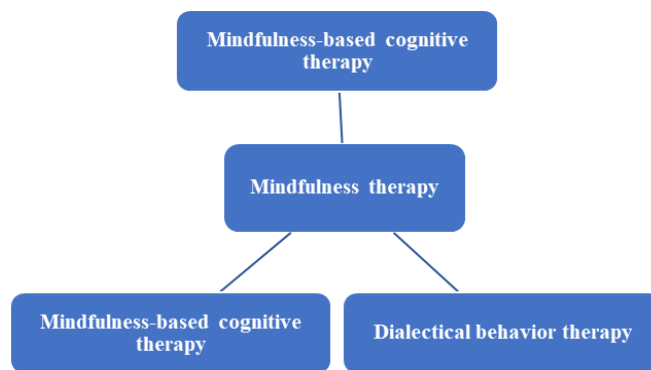 Mindfulness-based cognitive
therapy
Mindfulness therapy
Mindfulness-based cognitive
therapy
Dialectical behavior therapy